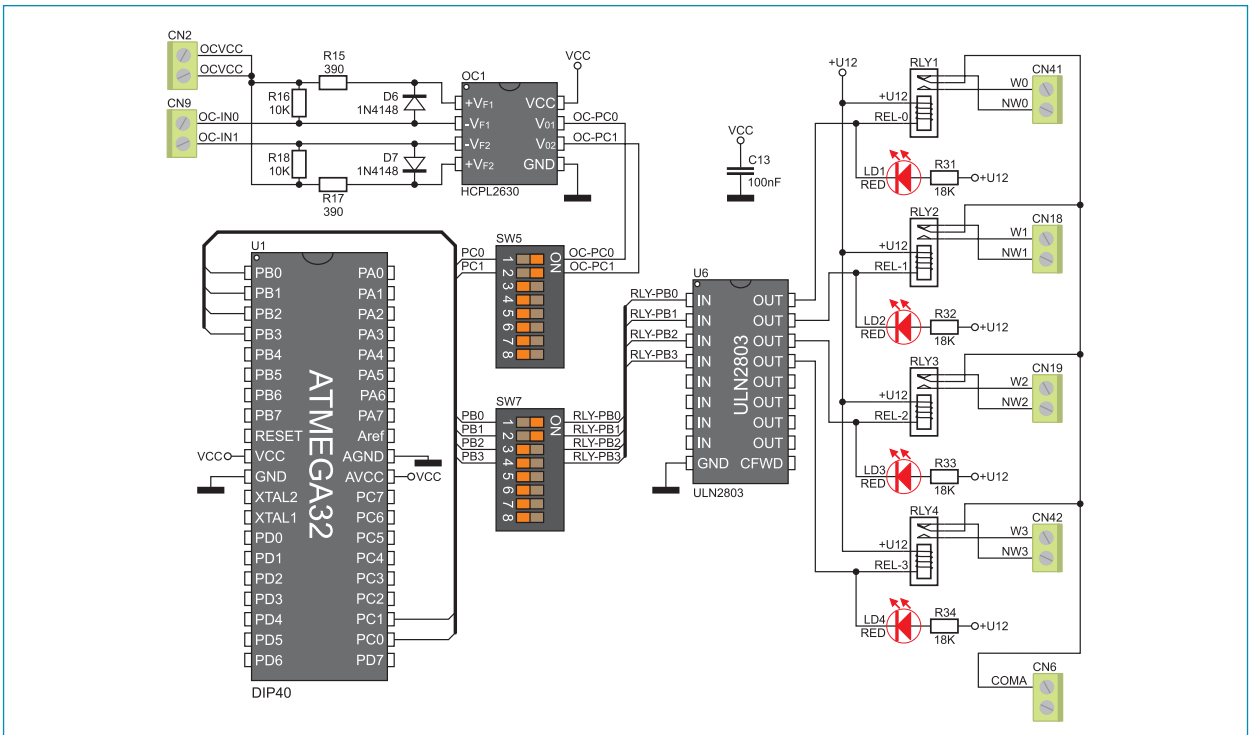 CN2
OCVCC
OCVCC
CN9
OC-IN0
OC-IN1
R15
390
R16
10K
D6
1N4148
R18
10K
D7
1N4148
R17
390
OC1
+VF1
-VF1
-VF2
+VF2
VCC
V01
V02
GND
HCPL2630
VCC
OC-PC0
OC-PC1
VCC
C13
100nF
U1
PB0
PB1
PB2
PB3
PB4
PB5
PB6
PB7
RESET
VCC
GND
XTAL2
XTAL1
PD0
PD1
PD2
PD3
PD4
PD5
PD6
ATMEGA32
PA0
PA1
PA2
PA3
PA4
PA5
PA6
PA7
Aref
AGND
AVCC
PC7
PC6
PC5
PC4
PC3
PC2
PC1
PC0
PD7
DIP40
VCC
VCC
SW5
PC0
PC1
1
2
3
4
5
6
7
8
ON
OC-PC0
OC-PC1
SW7
PB0
PB1
PB2
PB3
1
2
3
4
5
6
7
8
ON
RLY-PB0
RLY-PB1
RLY-PB2
RLY-PB3
RLY-PB0
RLY-PB1
RLY-PB2
RLY-PB3
U6
IN
IN
IN
IN
IN
IN
IN
IN
GND
ULN2803
OUT
OUT
OUT
OUT
OUT
OUT
OUT
OUT
CFWD
ULN2803
+U12
RLY1
+U12
REL-0
CN41
W0
NW0
LD1
RED
R31
18K
+U12
RLY2
+U12
REL-1
CN18
W1
NW1
LD2
RED
R32
18K
+U12
RLY3
+U12
REL-2
CN19
W2
NW2
LD3
RED
R33
18K
+U12
RLY4
+U12
REL-3
CN42
W3
NW3
LD4
RED
R34
18K
+U12
CN6
COMA